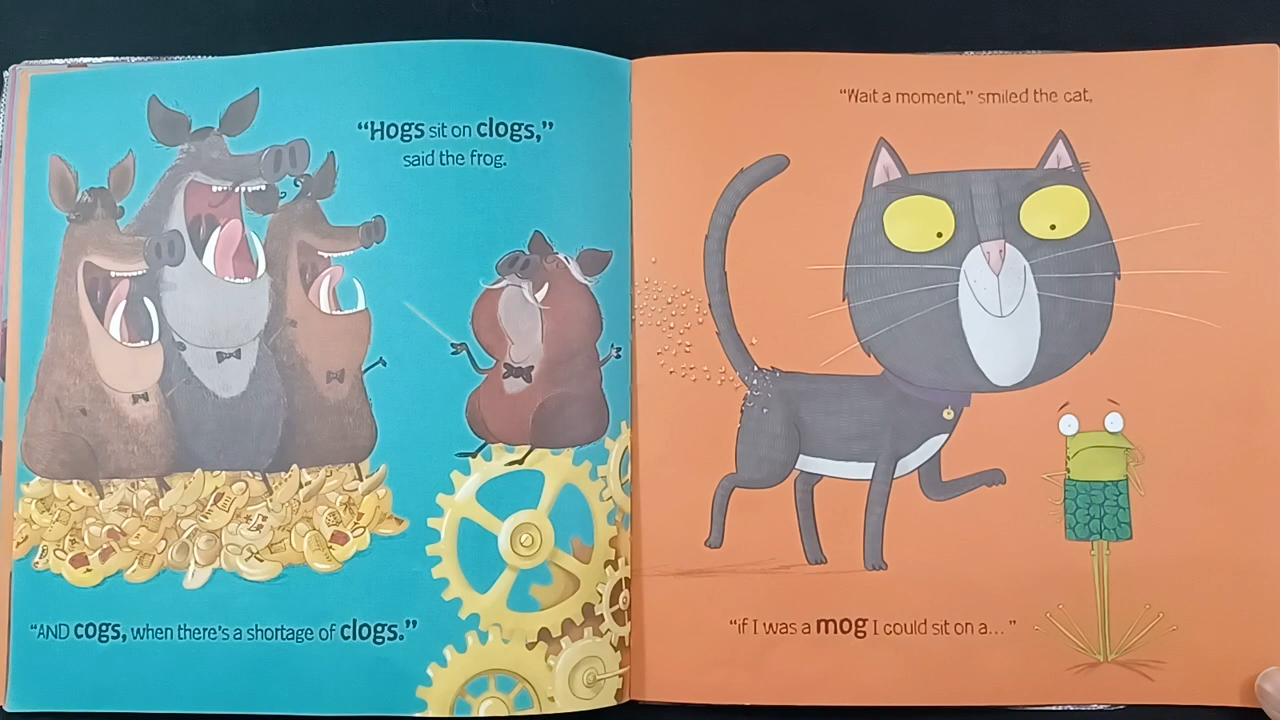 “Hogs sit on clogs,”
said the frog.
“AND cogs, when there’s a shortage of clogs.”
“Wait a moment,” smiled the cat,
“if I was a mog I could sit on a... ”